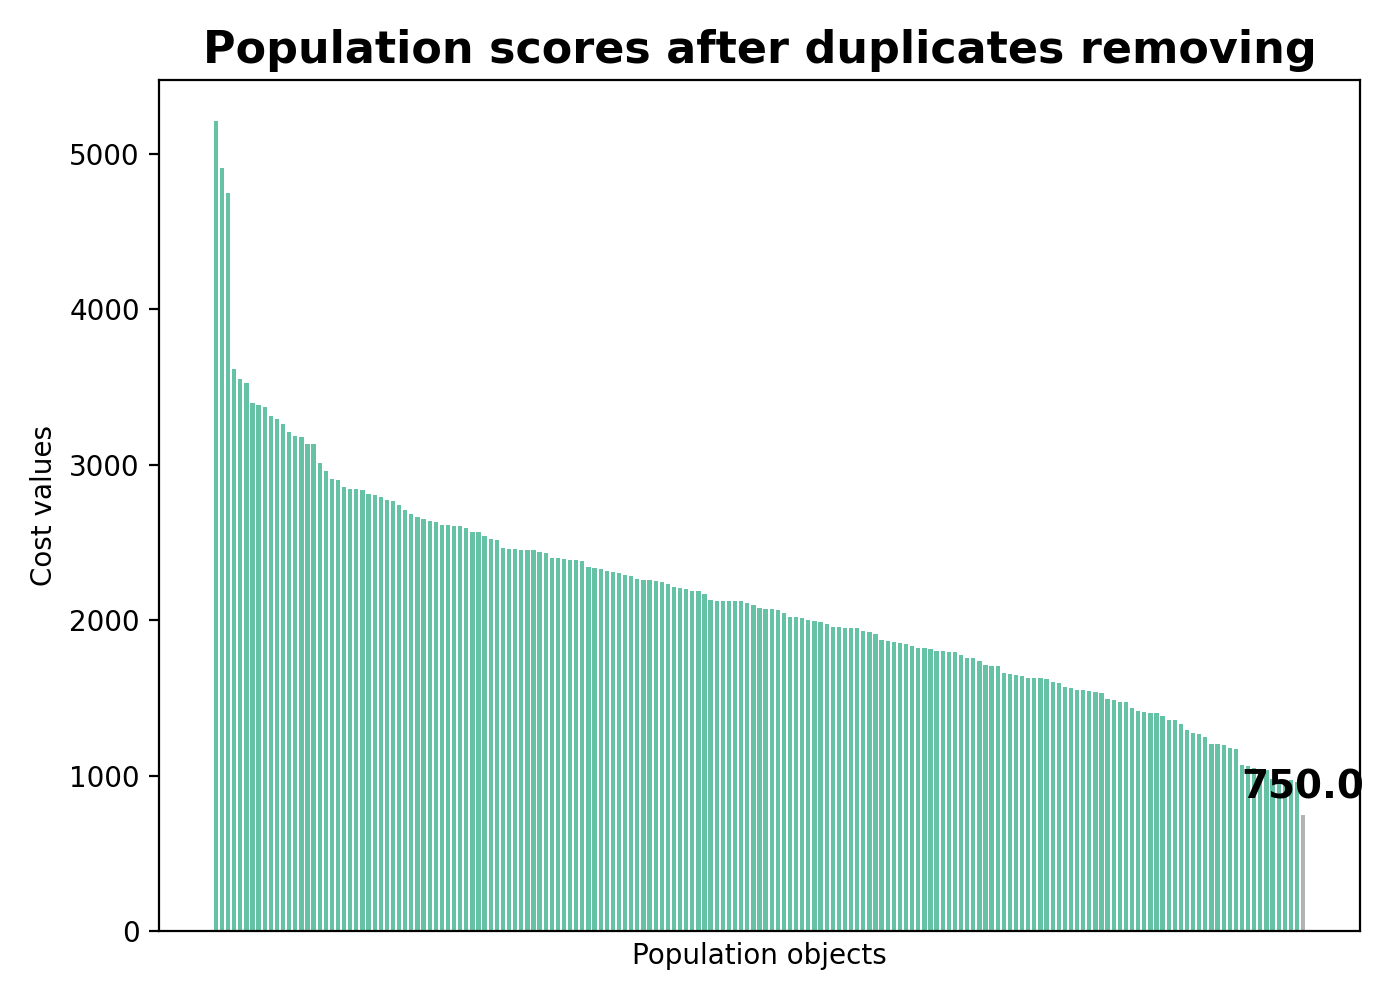 Population scores after duplicates removing
Cost values
5000
4000
3000
2000
1000
0
750.0
Population objects